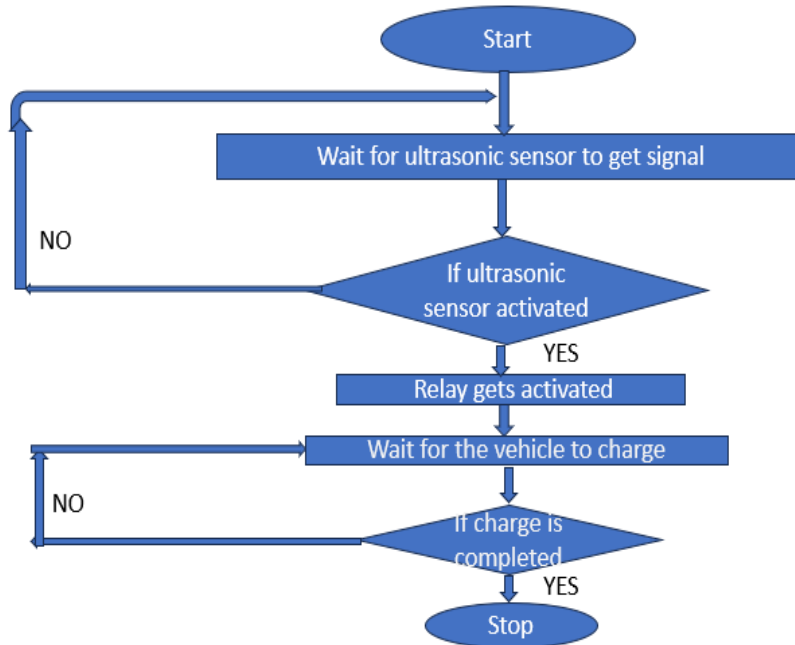 Start
Wait for ultrasonic sensor to get signal
NO
If ultrasonic
sensor activated
YES
Relay gets activated
Wait for the vehicle to charge
NO
If charge is
completed
YES
Stop